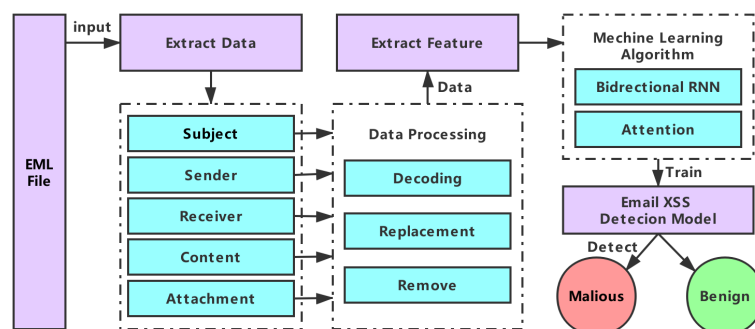 EML
File
input
Extract Data
Subject
Sender
Receiver
Content
Attachment
Extract Feature
Data
Data Processing
Decoding
Replacement
Remove
Mechine Learning
Algorithm
Bidrectional RNN
Attention
Train
Email XSS
Detecion Model
Detect
Malious
Benign